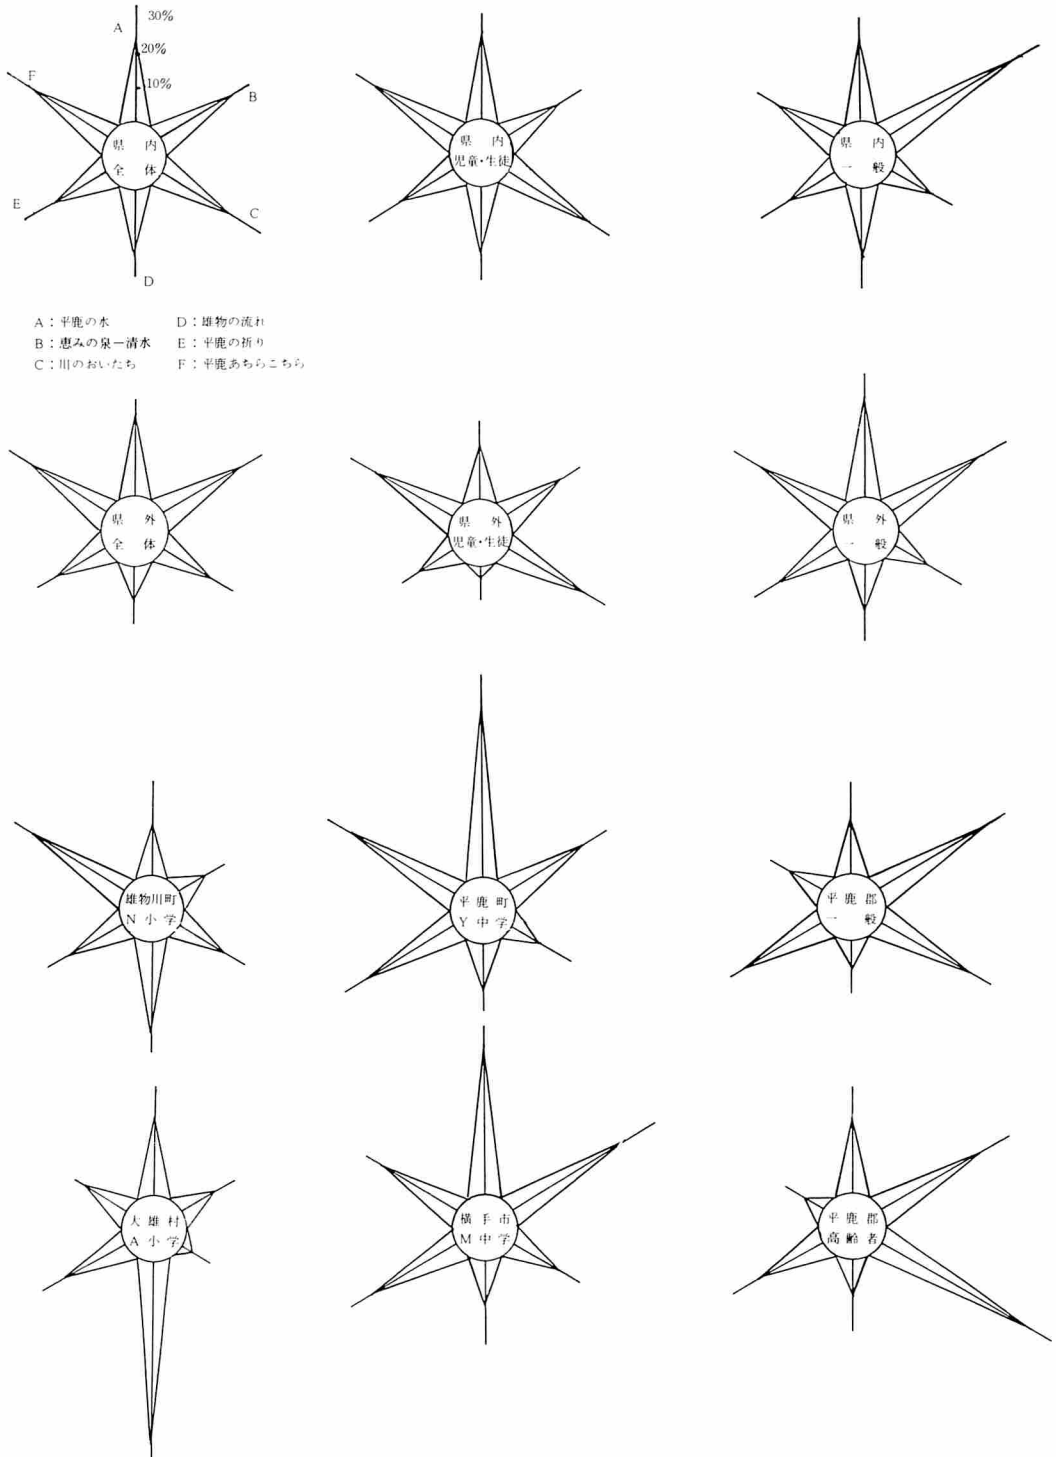 30%
A
20%
F
10%
B
県内
全体
県内
児童・生徒
県内
一般
E
C
D
A：平鹿の水 D：雄物の流れ
B：恵みの泉－清水 E：平鹿の祈り
C：川のおいたち F：平鹿あちらこちら
県外
全体
県外
児童・生徒
県外
一般
雄物川町
N小学
平鹿町
Y中学
平鹿郡
一般
大雄村
A小学
横手市
M中学
平鹿郡
高齢者